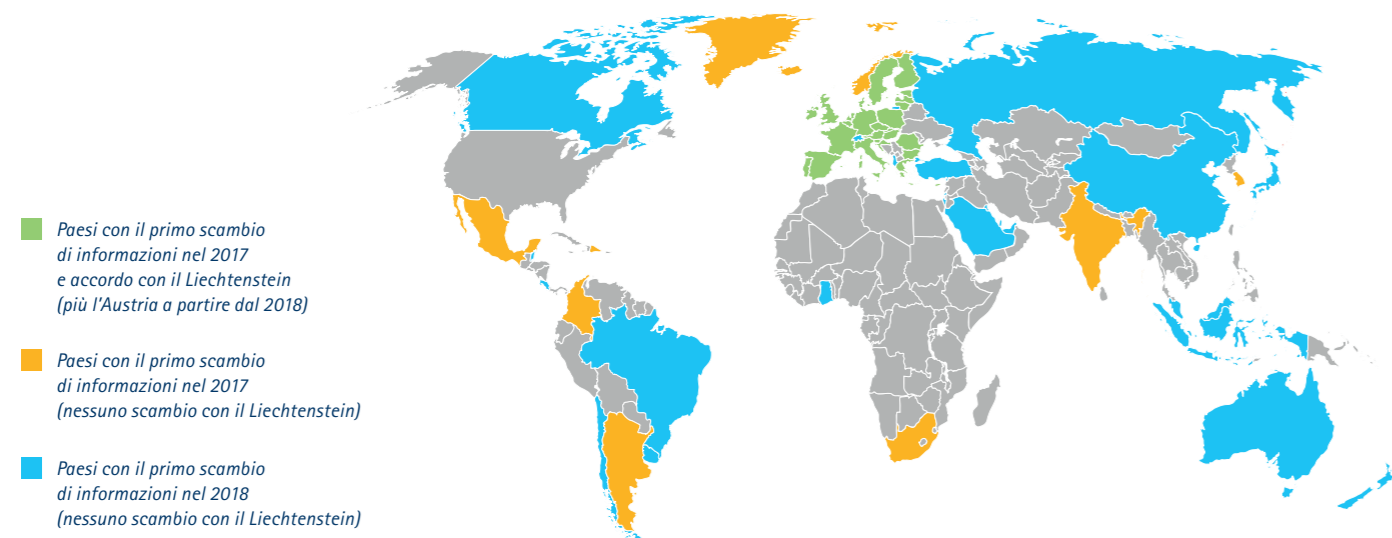 Paesi con il primo scambio
di informazioni nel 2017
e accordo con il Liechtenstein
(più l'Austria a partire dal 2018)
Paesi con il primo scambio
di informazioni nel 2017
(nessuno scambio con il Liechtenstein)
Paesi con il primo scambio
di informazioni nel 2018
(nessuno scambio con il Liechtenstein)